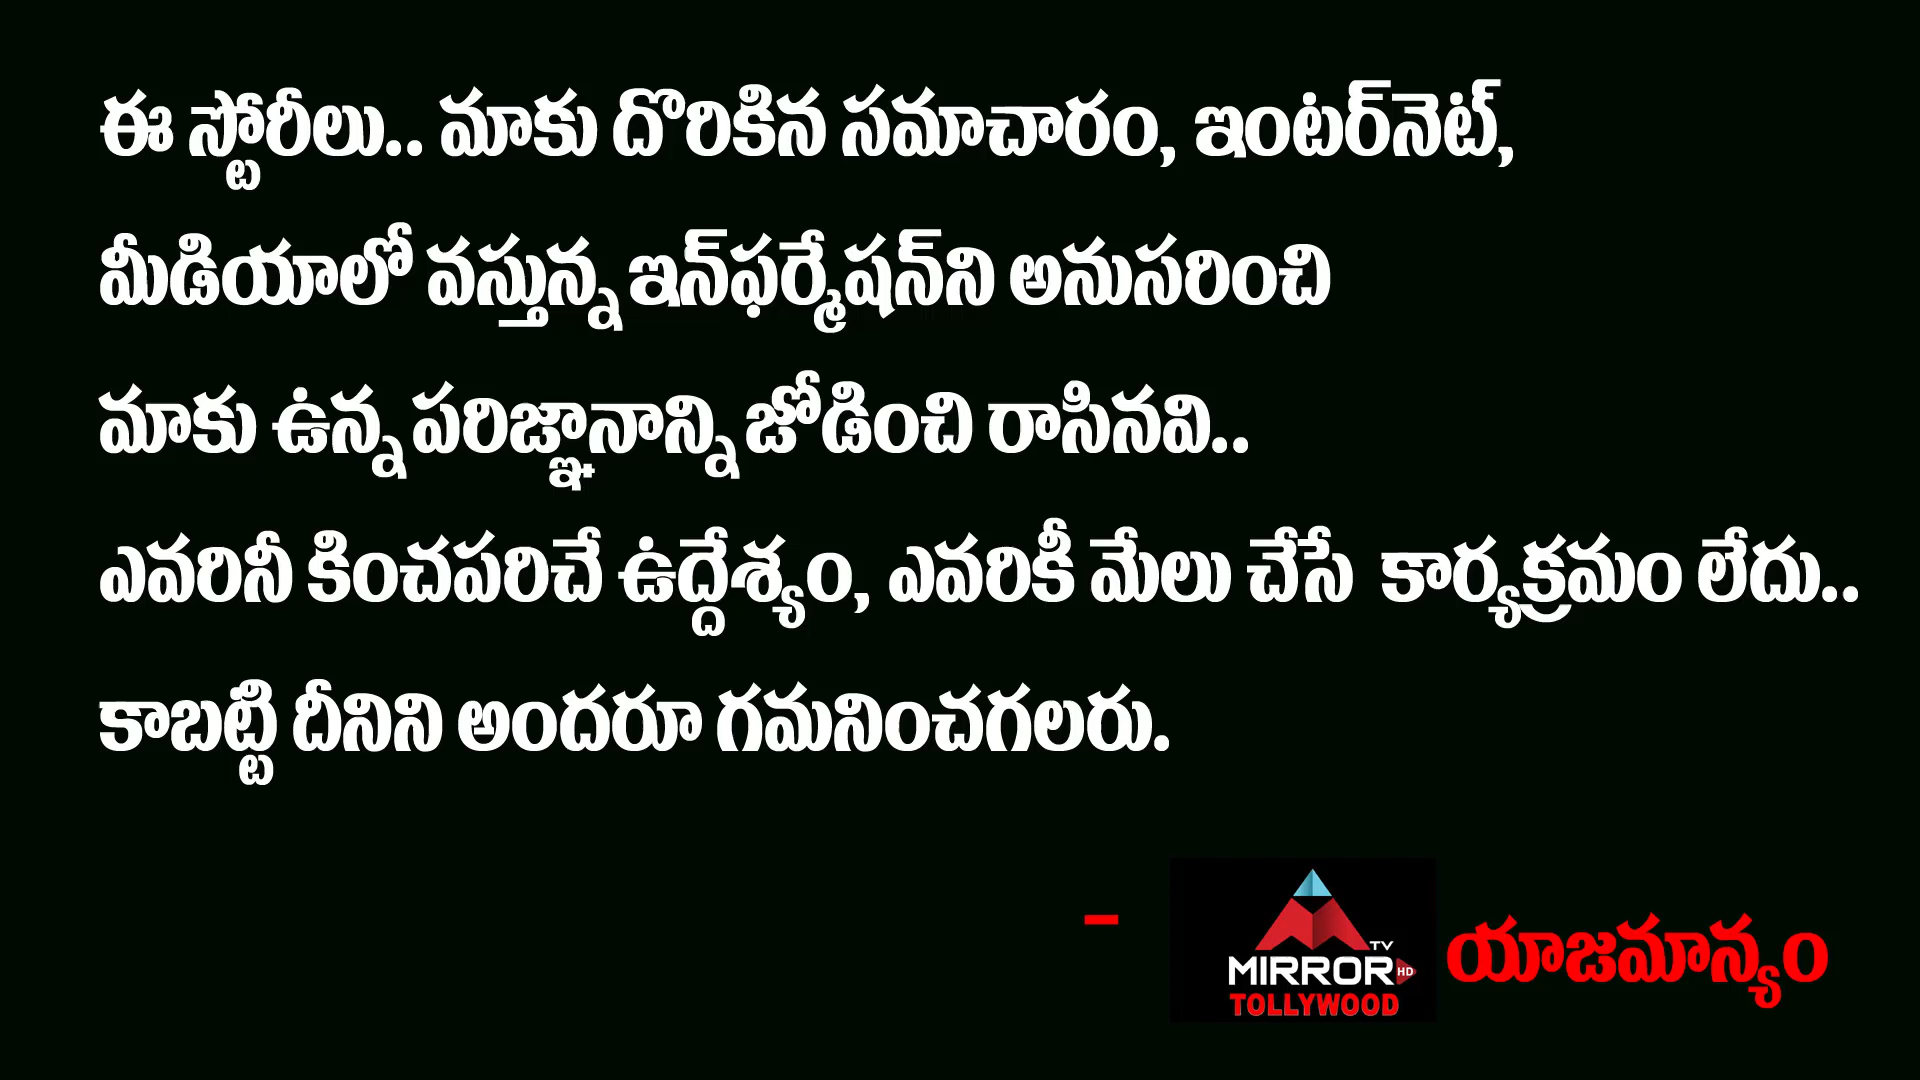 ఈ స్టోరీలు.. మాకు దొరికిన సమాచారం, ఇంటర్‌నెట్,
మీడియాలో వస్తున్న ఇన్‌ఫర్మేషన్‌ని అనుసరించి
మాకు ఉన్న పరిజ్ఞానాన్ని జోడించి రాసినవి..
ఎవరినీ కించపరిచే ఉద్దేశ్యం, ఎవరికీ మేలు చేసే కార్యక్రమం లేదు..
కాబట్టి దీనిని అందరూ గమనించగలరు.
- TV MIRROR HD TOLLYWOOD యాజమాన్యం